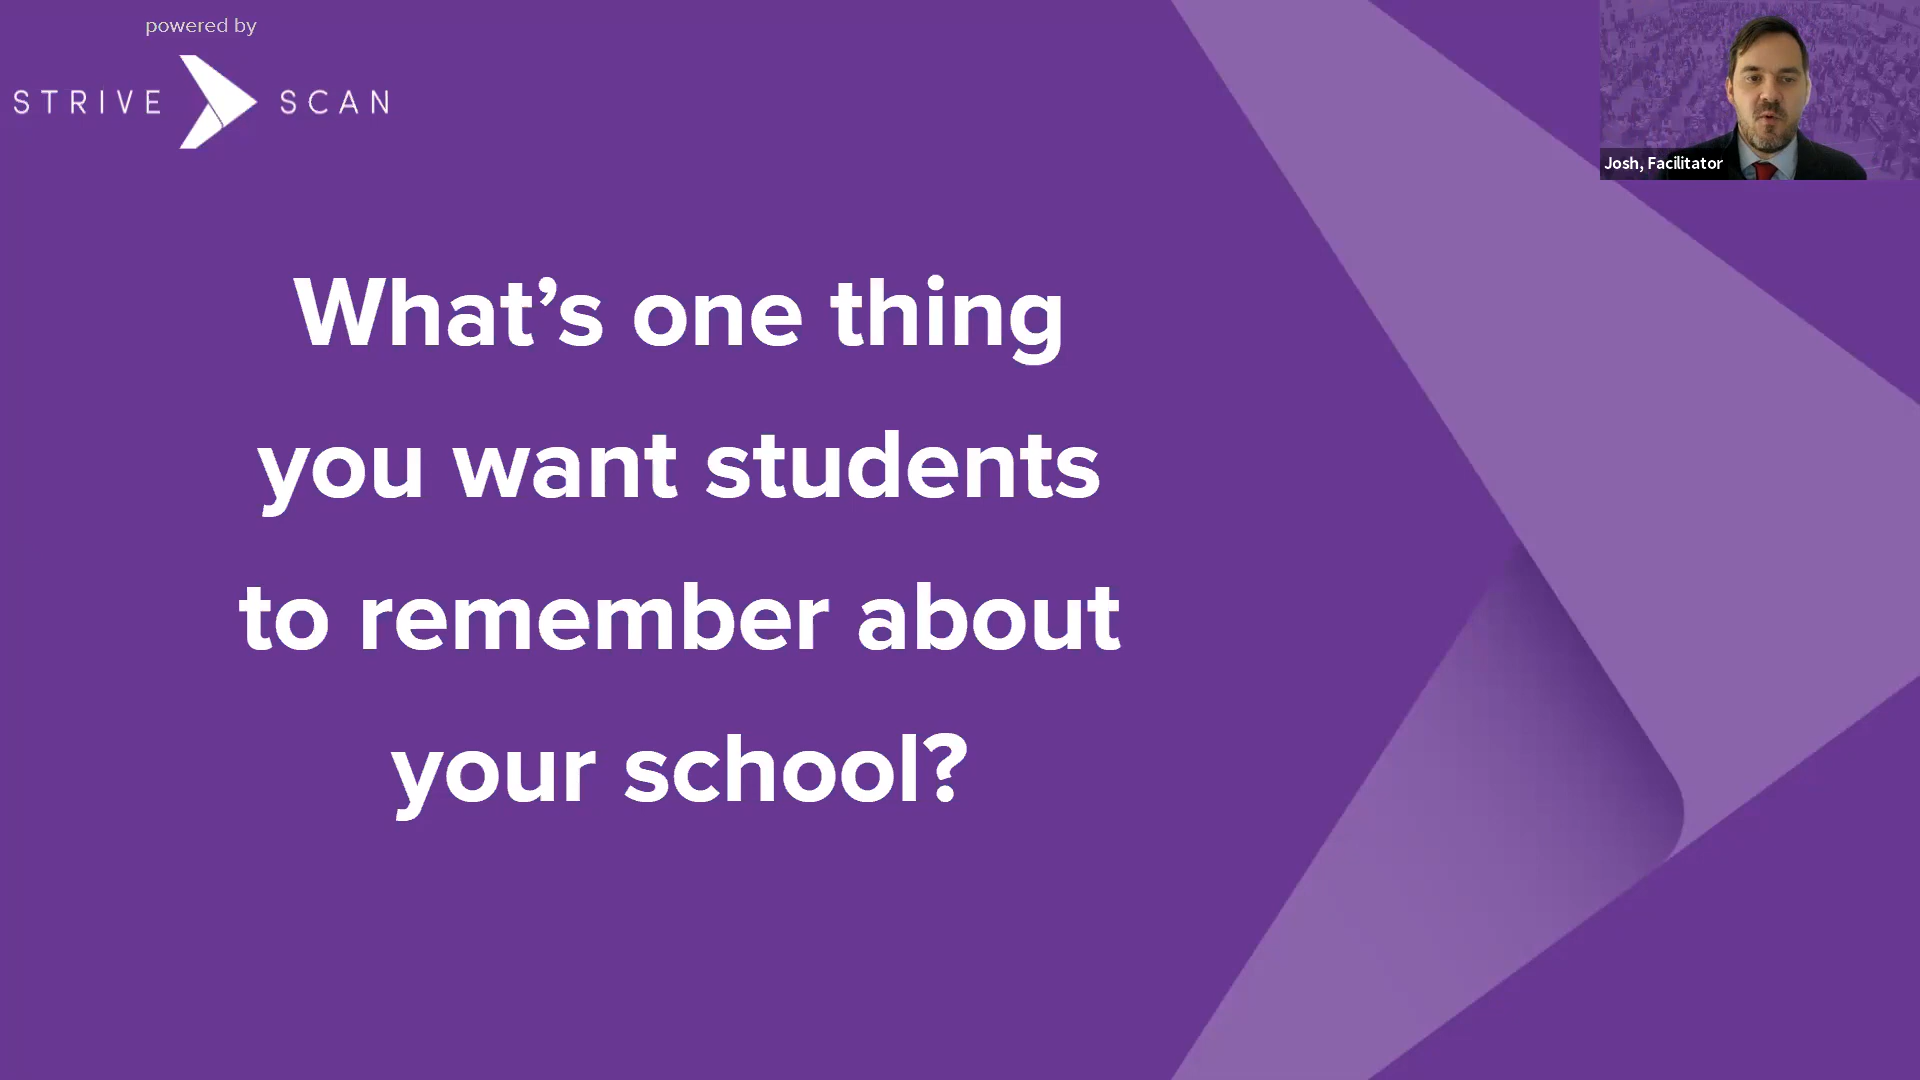 powered by
STRIVE SCAN
Josh, Facilitator
What’s one thing
you want students
to remember about
your school?